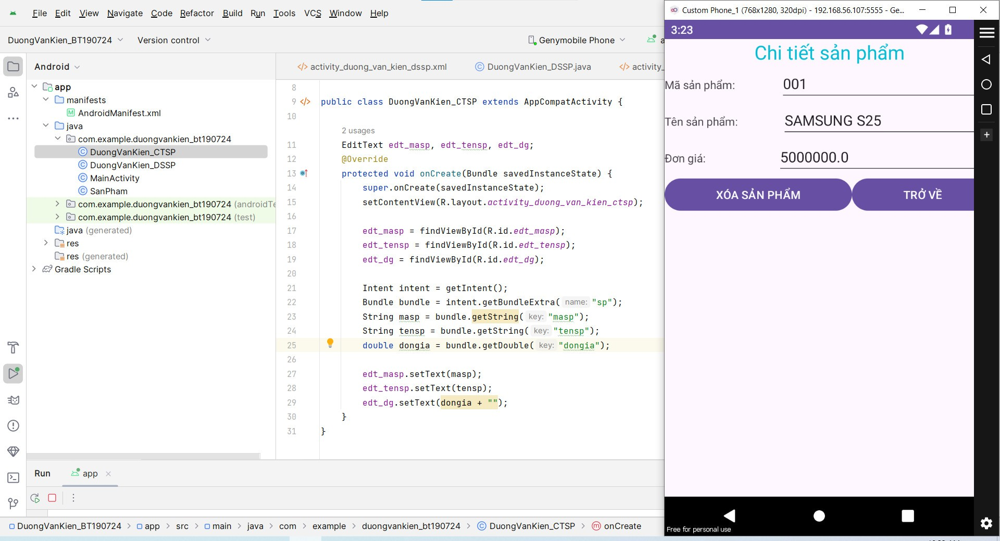 File Edit View Navigate Code Refactor Build Run Tools VCS Window Help
DuongVanKien_BT190724 Version control Genymobile Phone
Android
app
manifests
AndroidManifest.xml
java
com.example.duongvankien_bt190724
DuongVanKien_CTSP
DuongVanKien_DSSP
MainActivity
SanPham
com.example.duongvankien_bt190724 (androidTe
com.example.duongvankien_bt190724 (test)
java (generated)
res
res (generated)
Gradle Scripts
activity_duong_van_kien_dssp.xml DuongVanKien_DSSP.java activity_
8
9 public class DuongVanKien_CTSP extends AppCompatActivity {
10
2 usages
11 EditText edt_masp, edt_tensp, edt_dg;
12 @Override
13 protected void onCreate(Bundle savedInstanceState) {
14 super.onCreate(savedInstanceState);
15 setContentView(R.layout.activity_duong_van_kien_ctsp);
16
17 edt_masp = findViewById(R.id.edt_masp);
18 edt_tensp = findViewById(R.id.edt_tensp);
19 edt_dg = findViewById(R.id.edt_dg);
20
21 Intent intent = getIntent();
22 Bundle bundle = intent.getBundleExtra( name: "sp");
23 String masp = bundle.getString( key: "masp");
24 String tensp = bundle.getString( key: "tensp");
25 double dongia = bundle.getDouble( key: "dongia");
26
27 edt_masp.setText(masp);
28 edt_tensp.setText(tensp);
29 edt_dg.setText(dongia + "");
30 }
31 }
Run app
DuongVanKien_BT190724 > app > src > main > java > com > example > duongvankien_bt190724 > DuongVanKien_CTSP > onCreate
Custom Phone_1 (768x1280, 320dpi) - 192.168.56.107:5555 - Ge...
3:23
Chi tiết sản phẩm
Mã sản phẩm: 001
Tên sản phẩm: SAMSUNG S25
Đơn giá: 5000000.0
XÓA SẢN PHẨM TRỞ VỀ
Free for personal use